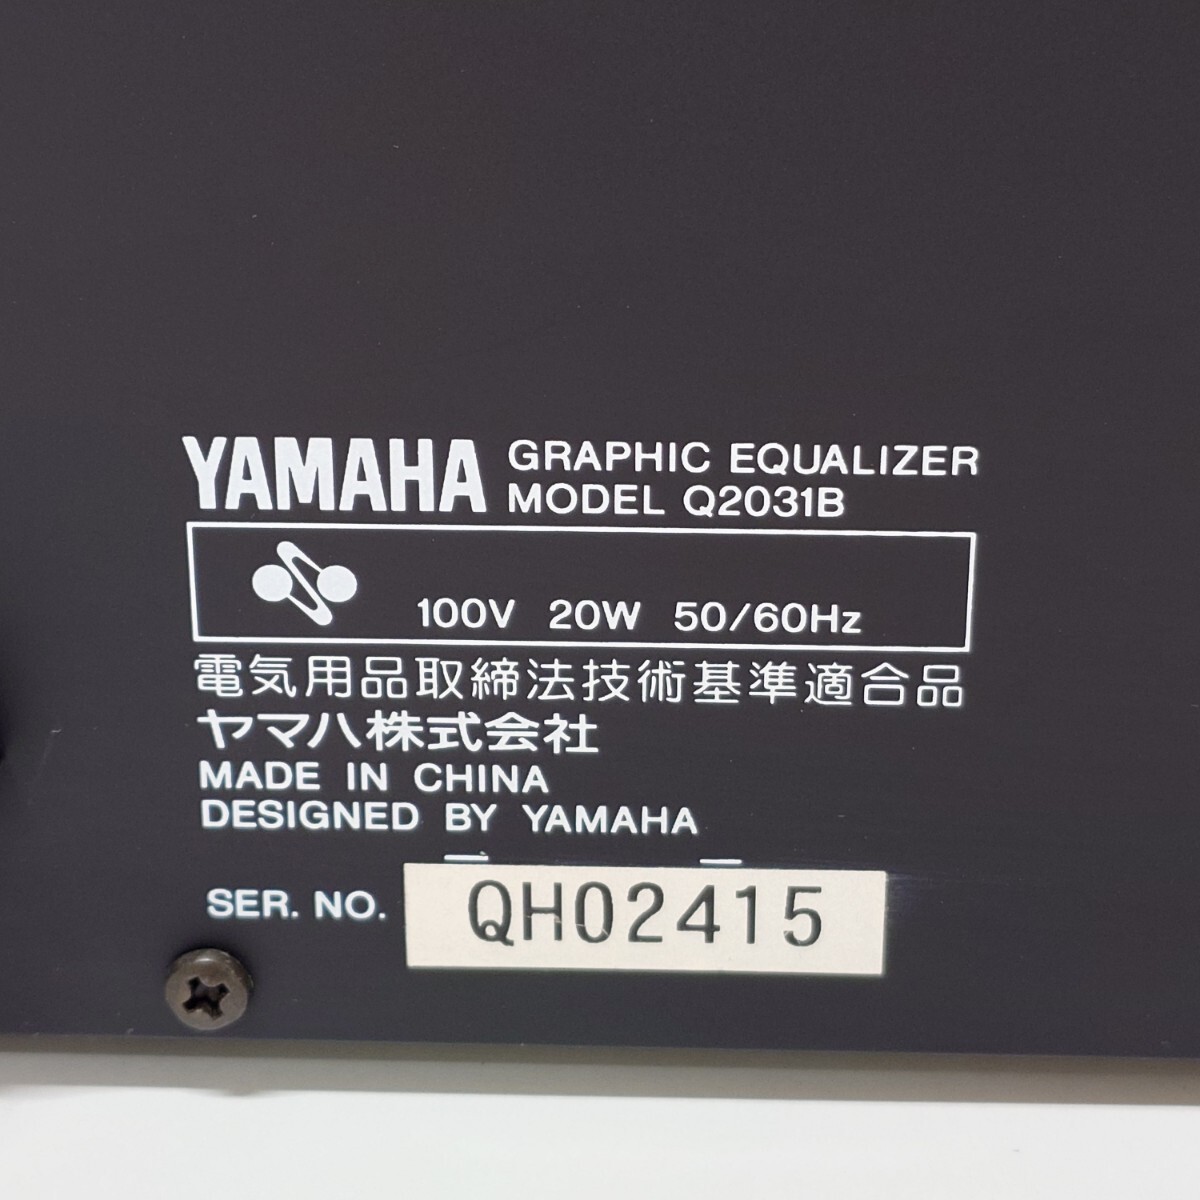 YAMAHA GRAPHIC EQUALIZER
MODEL Q2031B
100V 20W 50/60Hz
電気用品取締法技術基準適合品
ヤマハ株式会社
MADE IN CHINA
DESIGNED BY YAMAHA
SER. NO. QH02415